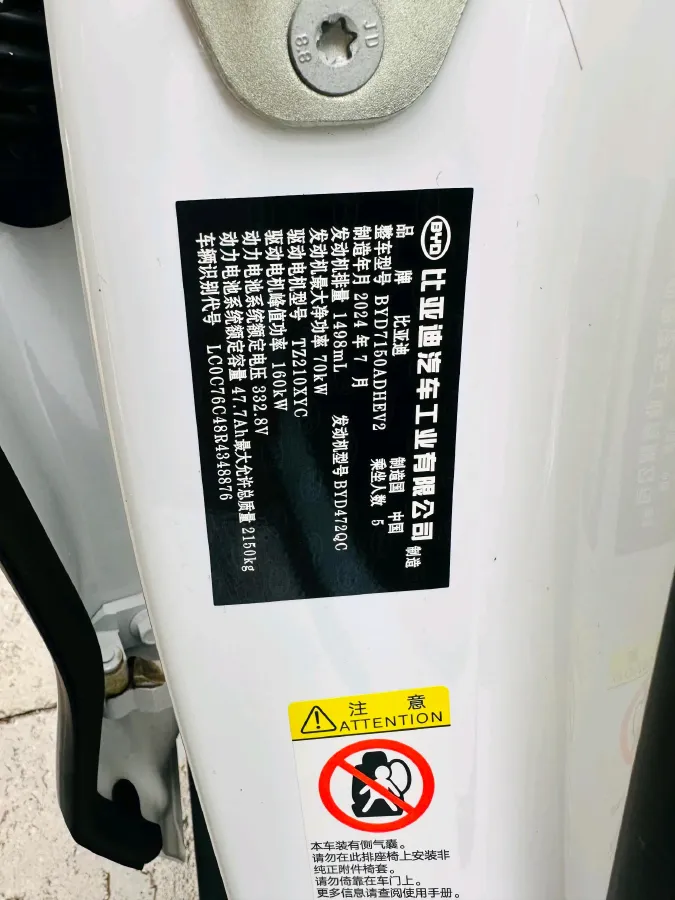 JD
8.8
BYD 比亚迪汽车工业有限公司 制造
品 牌 比亚迪 制造国 中国
整车型号 BYD7150ADHEV2 乘坐人数 5
制造年月 2024 年 7 月
发动机排量 1498mL 发动机型号 BYD472QC
发动机最大净功率 70kW
驱动电机型号 TZ210XYC
驱动电机峰值功率 160kW
动力电池系统额定电压 332.8V
动力电池系统额定容量 47.7Ah 最大允许总质量 2150kg
车辆识别代号 LC0C76C48R4348876
注 意
ATTENTION
本车装有侧气囊。
请勿在此排座椅上安装非
纯正附件椅套。
请勿倚靠在车门上。
更多信息请查阅使用手册。